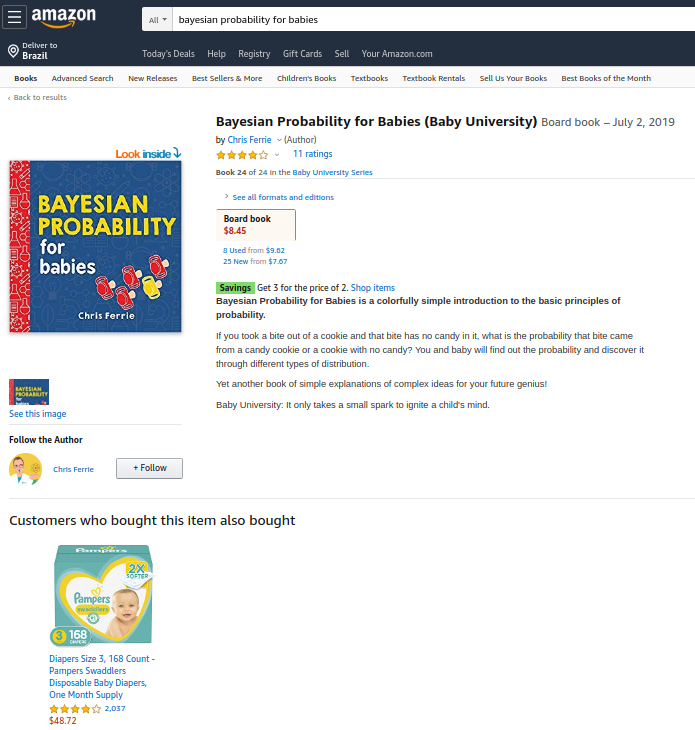 amazon
All
bayesian probability for babies
Deliver to
Brazil
Today's Deals Help Registry Gift Cards Sell Your Amazon.com
Books Advanced Search New Releases Best Sellers & More Children's Books Textbooks Textbook Rentals Sell Us Your Books Best Books of the Month
‹ Back to results
Look inside
BAYESIAN
PROBABILITY
for
babies
Chris Ferrie
BAYESIAN
PROBABILITY
for
babies
See this image
Follow the Author
Chris Ferrie
+ Follow
Bayesian Probability for Babies (Baby University) Board book – July 2, 2019
by Chris Ferrie (Author)
11 ratings
Book 24 of 24 in the Baby University Series
See all formats and editions
Board book
$8.45
8 Used from $9.62
25 New from $7.67
Savings Get 3 for the price of 2. Shop items
Bayesian Probability for Babies is a colorfully simple introduction to the basic principles of
probability.
If you took a bite out of a cookie and that bite has no candy in it, what is the probability that bite came
from a candy cookie or a cookie with no candy? You and baby will find out the probability and discover it
through different types of distribution.
Yet another book of simple explanations of complex ideas for your future genius!
Baby University: It only takes a small spark to ignite a child's mind.
Customers who bought this item also bought
Pampers
2X
SOFTER
Pampers
swaddlers
3 168
DIAPERS
Diapers Size 3, 168 Count -
Pampers Swaddlers
Disposable Baby Diapers,
One Month Supply
2,037
$48.72